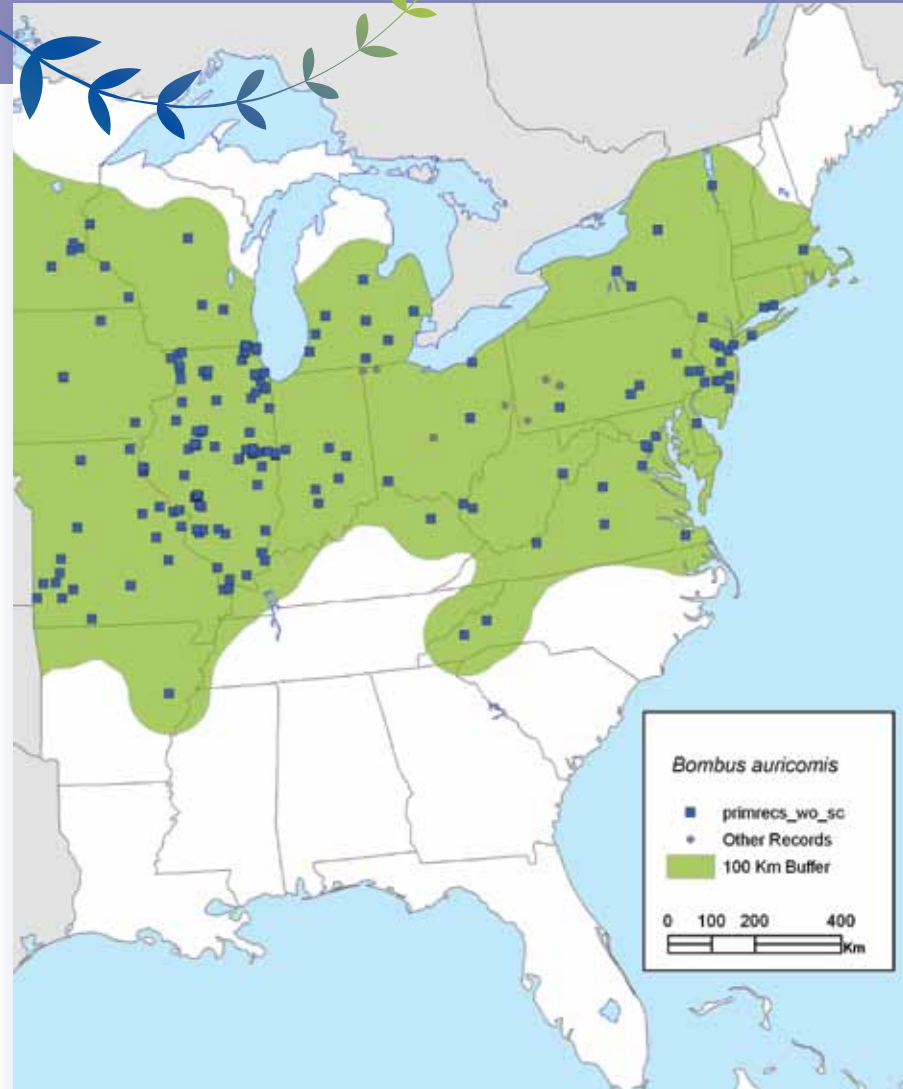 Bombus auricomis
primrecs_wo_sc
Other Records
100 Km Buffer
0 100 200 400
Km